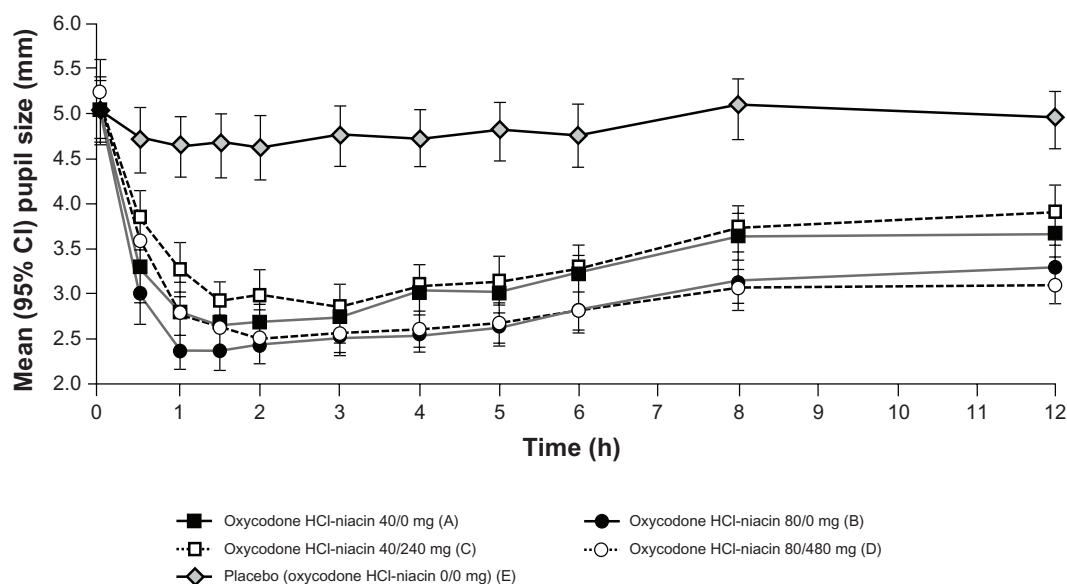 Mean (95% CI) pupil size (mm)
6.0
5.5
5.0
4.5
4.0
3.5
3.0
2.5
2.0
0 1 2 3 4 5 6 7 8 9 10 11 12
Time (h)
Oxycodone HCl-niacin 40/0 mg (A)
Oxycodone HCl-niacin 80/0 mg (B)
Oxycodone HCl-niacin 40/240 mg (C)
Oxycodone HCl-niacin 80/480 mg (D)
Placebo (oxycodone HCl-niacin 0/0 mg) (E)